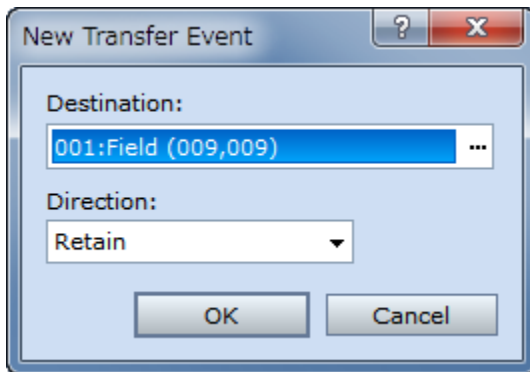 New Transfer Event
?
Destination:
001:Field (009,009)
...
Direction:
Retain
OK
Cancel